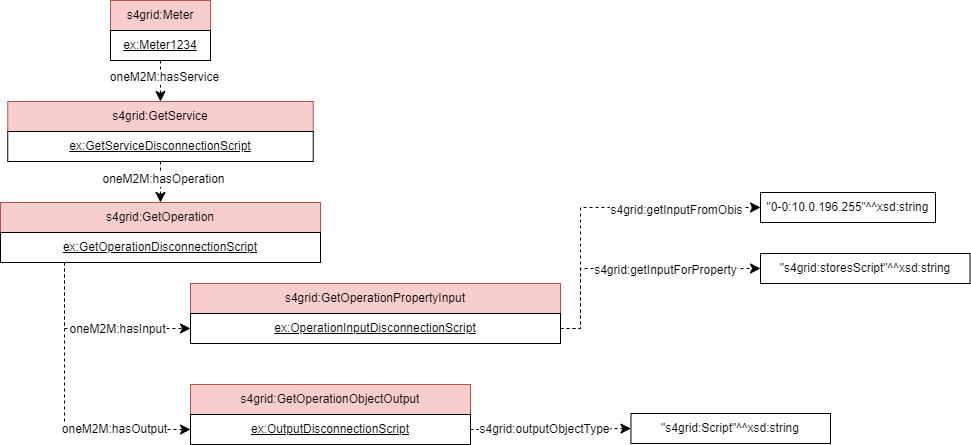 s4grid:Meter
ex:Meter1234
oneM2M:hasService
s4grid:GetService
ex:GetServiceDisconnectionScript
oneM2M:hasOperation
s4grid:GetOperation
ex:GetOperationDisconnectionScript
s4grid:getInputFromObis
"0-0:10.0.196.255"^^xsd:string
s4grid:getInputForProperty
"s4grid:storesScript"^^xsd:string
s4grid:GetOperationPropertyInput
oneM2M:hasInput
ex:OperationInputDisconnectionScript
s4grid:GetOperationObjectOutput
oneM2M:hasOutput
ex:OutputDisconnectionScript
s4grid:outputObjectType
"s4grid:Script"^^xsd:string